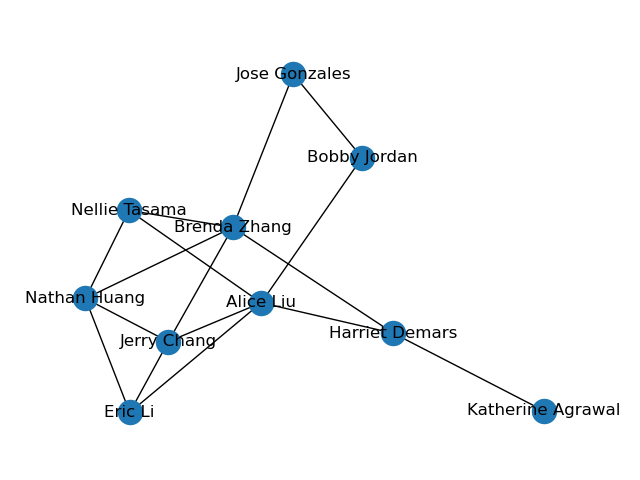 Jose Gonzales
Bobby Jordan
Nellie Tasama
Brenda Zhang
Nathan Huang
Alice Liu
Harriet Demars
Jerry Chang
Eric Li
Katherine Agrawal